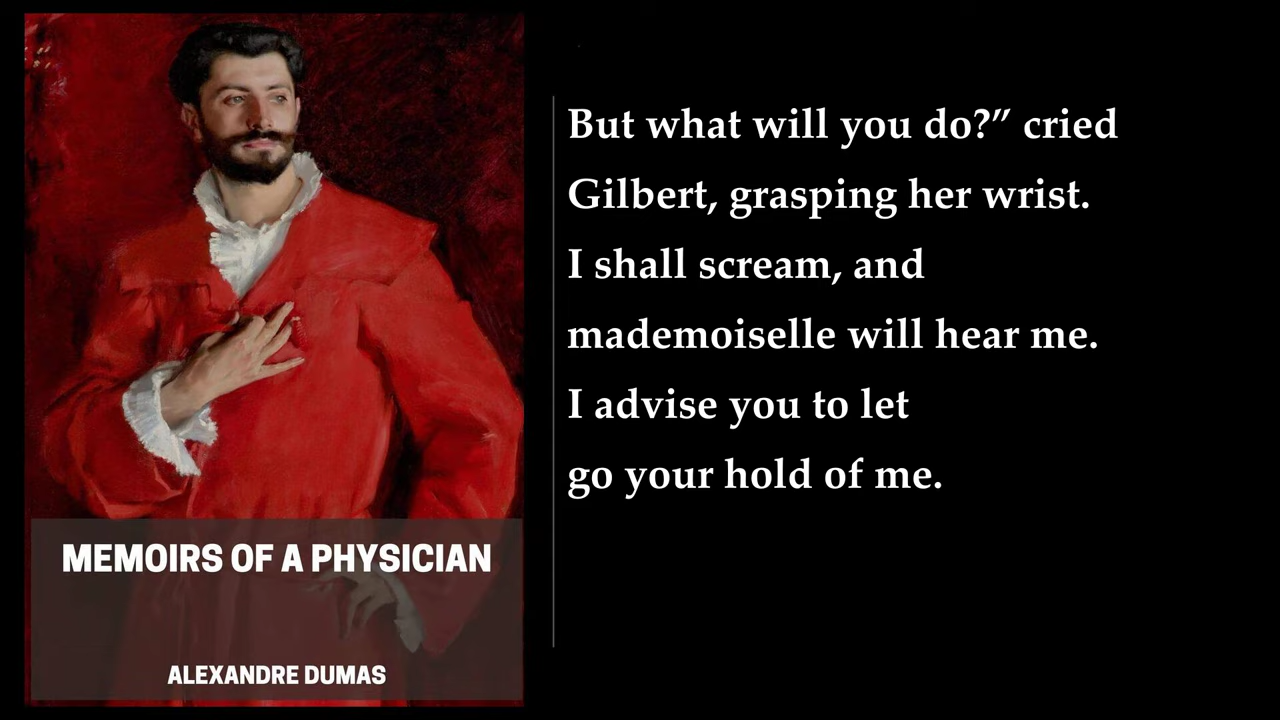 But what will you do?” cried
Gilbert, grasping her wrist.
I shall scream, and
mademoiselle will hear me.
I advise you to let
go your hold of me.
MEMOIRS OF A PHYSICIAN
ALEXANDRE DUMAS